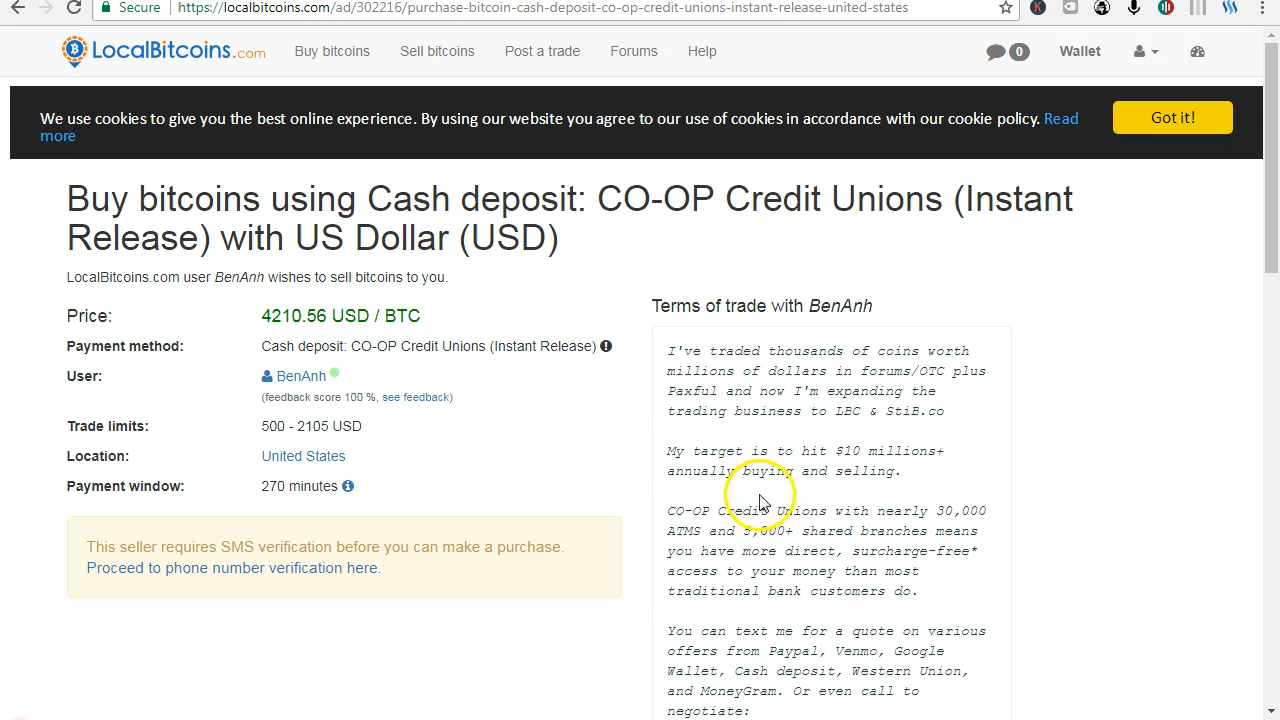 Secure https://localbitcoins.com/ad/302216/purchase-bitcoin-cash-deposit-co-op-credit-unions-instant-release-united-states
LocalBitcoins.com Buy bitcoins Sell bitcoins Post a trade Forums Help 0 Wallet
We use cookies to give you the best online experience. By using our website you agree to our use of cookies in accordance with our cookie policy. Read
more
Got it!
Buy bitcoins using Cash deposit: CO-OP Credit Unions (Instant
Release) with US Dollar (USD)
LocalBitcoins.com user BenAnh wishes to sell bitcoins to you.
Price: 4210.56 USD / BTC
Payment method: Cash deposit: CO-OP Credit Unions (Instant Release)
User: BenAnh
(feedback score 100 %, see feedback)
Trade limits: 500 - 2105 USD
Location: United States
Payment window: 270 minutes
This seller requires SMS verification before you can make a purchase.
Proceed to phone number verification here.
Terms of trade with BenAnh
I've traded thousands of coins worth
millions of dollars in forums/OTC plus
Paxful and now I'm expanding the
trading business to LBC & StiB.co
My target is to hit $10 millions+
annually buying and selling.
CO-OP Credit Unions with nearly 30,000
ATMS and 5,000+ shared branches means
you have more direct, surcharge-free*
access to your money than most
traditional bank customers do.
You can text me for a quote on various
offers from Paypal, Venmo, Google
Wallet, Cash deposit, Western Union,
and MoneyGram. Or even call to
negotiate: